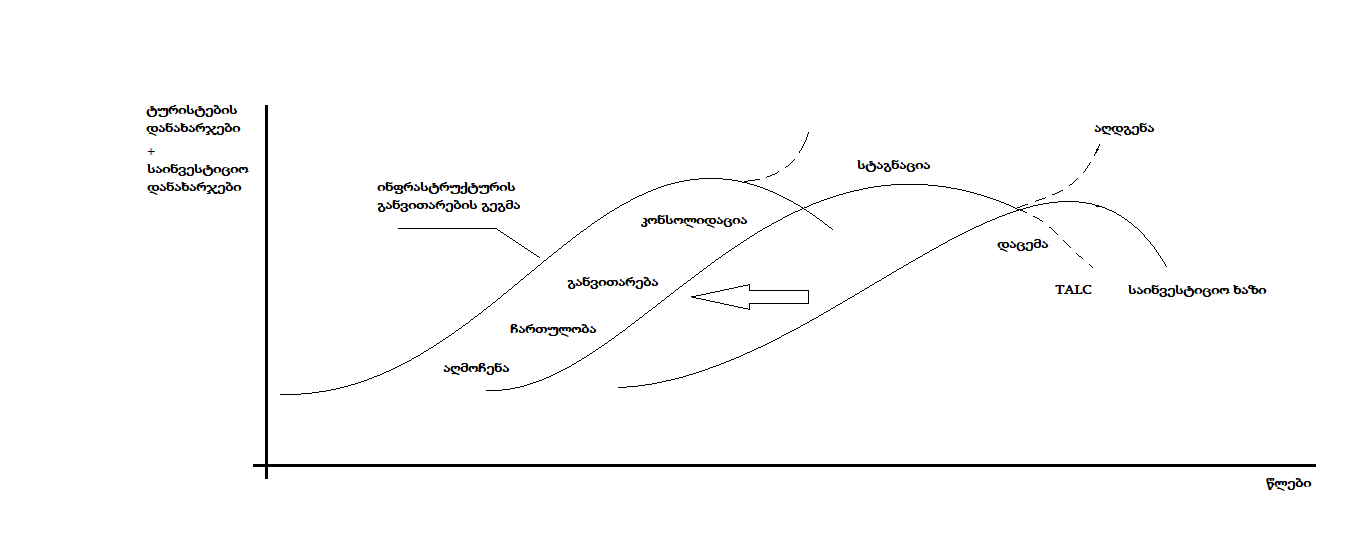 ტურისტების
დანახარჯები
+
საინვესტიციო
დანახარჯები
ინფრასტრუქტურის
განვითარების გეგმა
აღმოჩენა
ჩართულობა
განვითარება
კონსოლიდაცია
სტაგნაცია
აღდგენა
დაცემა
TALC
საინვესტიციო ხაზი
წლები